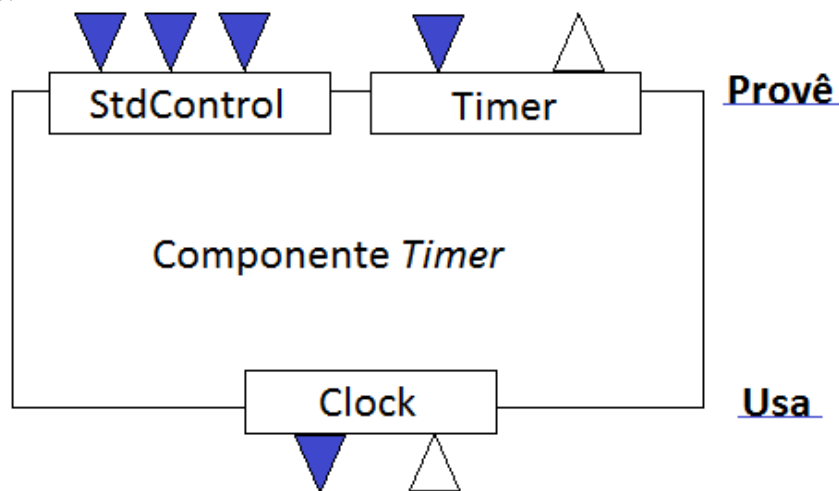 StdControl
Timer
Provê
Componente Timer
Clock
Usa